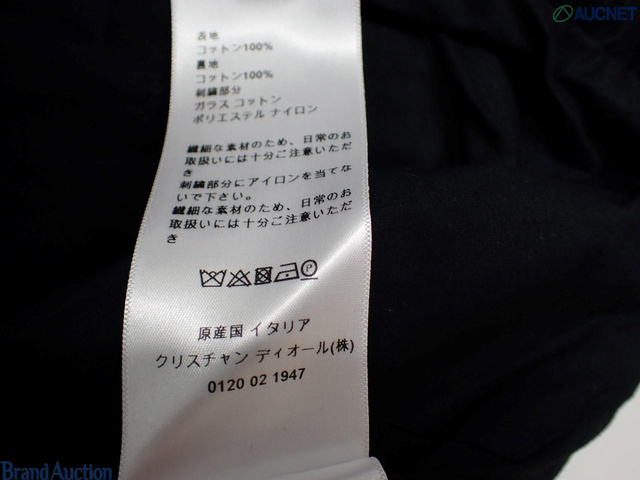 AUCNET
表地
コットン100%
裏地
コットン100%
刺繍部分
ガラス コットン
ポリエステル ナイロン
繊細な素材のため、日常のお
取扱いには十分ご注意いただ
き
刺繍部分にアイロンを当てな
いで下さい。
繊細な素材のため、日常のお
取扱いには十分ご注意いただ
き
原産国 イタリア
クリスチャン ディオール(株)
0120 02 1947
Brand Auction